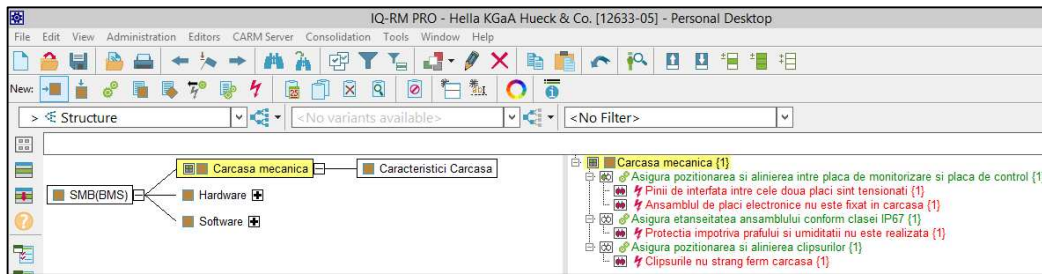 IQ-RM PRO - Hella KGaA Hueck & Co. [12633-05] - Personal Desktop
File Edit View Administration Editors CARM Server Consolidation Tools Window Help
New:
> Structure <No variants available> <No Filter>
SMB(BMS)
Carcasa mecanica
Caracteristici Carcasa
Hardware
Software
Carcasa mecanica {1}
Asigura pozitionarea si alinierea intre placa de monitorizare si placa de control {1
Pinii de interfata intre cele doua placi sint tensionati {1}
Ansamblul de placi electronice nu este fixat in carcasa {1}
Asigura etanseitatea ansamblului conform clasei IP67 {1}
Protectia impotriva prafului si umiditatii nu este realizata {1}
Asigura pozitionarea si alinierea clipsurilor {1}
Clipsurile nu strang ferm carcasa {1}